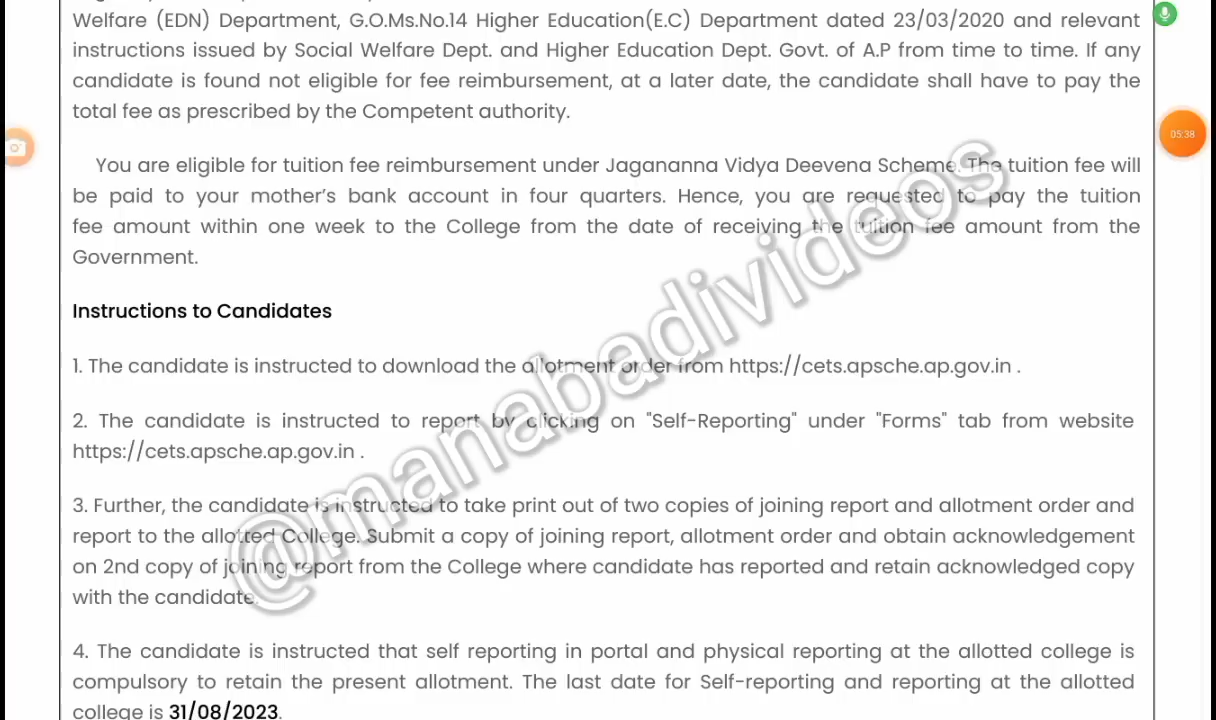 Welfare (EDN) Department, G.O.Ms.No.14 Higher Education(E.C) Department dated 23/03/2020 and relevant
instructions issued by Social Welfare Dept. and Higher Education Dept. Govt. of A.P from time to time. If any
candidate is found not eligible for fee reimbursement, at a later date, the candidate shall have to pay the
total fee as prescribed by the Competent authority.
You are eligible for tuition fee reimbursement under Jagananna Vidya Deevena Scheme. The tuition fee will
be paid to your mother's bank account in four quarters. Hence, you are requested to pay the tuition
fee amount within one week to the College from the date of receiving the tuition fee amount from the
Government.
Instructions to Candidates
1. The candidate is instructed to download the allotment order from https://cets.apsche.ap.gov.in .
2. The candidate is instructed to report by clicking on "Self-Reporting" under "Forms" tab from website
https://cets.apsche.ap.gov.in .
3. Further, the candidate is instructed to take print out of two copies of joining report and allotment order and
report to the allotted College. Submit a copy of joining report, allotment order and obtain acknowledgement
on 2nd copy of joining report from the College where candidate has reported and retain acknowledged copy
with the candidate.
4. The candidate is instructed that self reporting in portal and physical reporting at the allotted college is
compulsory to retain the present allotment. The last date for Self-reporting and reporting at the allotted
college is 31/08/2023.
@manabadivideos
05:38